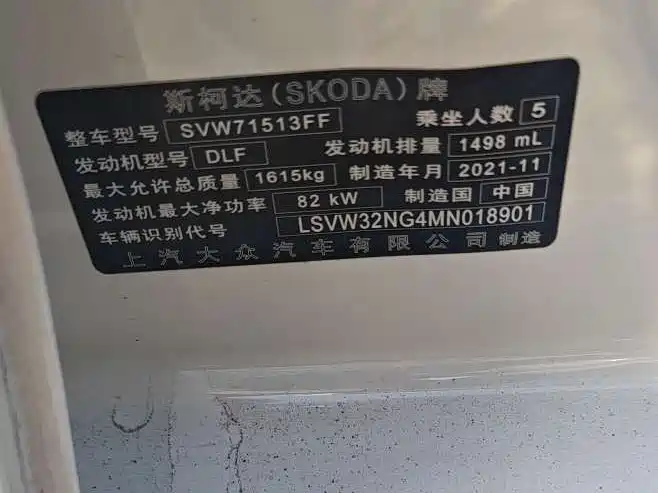 斯柯达(SKODA)牌
整车型号 SVW71513FF 乘坐人数 5
发动机型号 DLF 发动机排量 1498 mL
最大允许总质量 1615kg 制造年月 2021-11
发动机最大净功率 82 kW 制造国 中国
车辆识别代号 LSVW32NG4MN018901
上汽大众汽车有限公司 制造